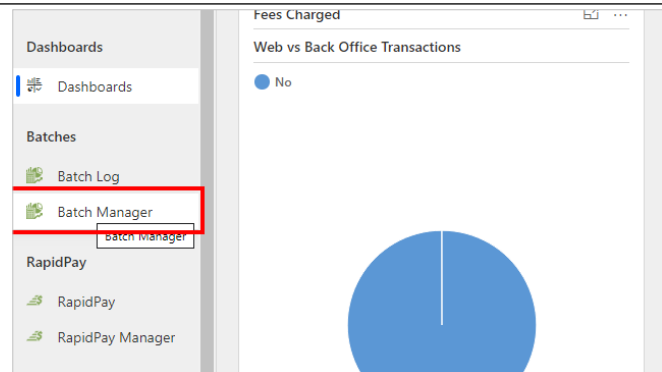 Dashboards
Dashboards
Batches
Batch Log
Batch Manager
Batch Manager
RapidPay
RapidPay
RapidPay Manager
Fees Charged
Web vs Back Office Transactions
No